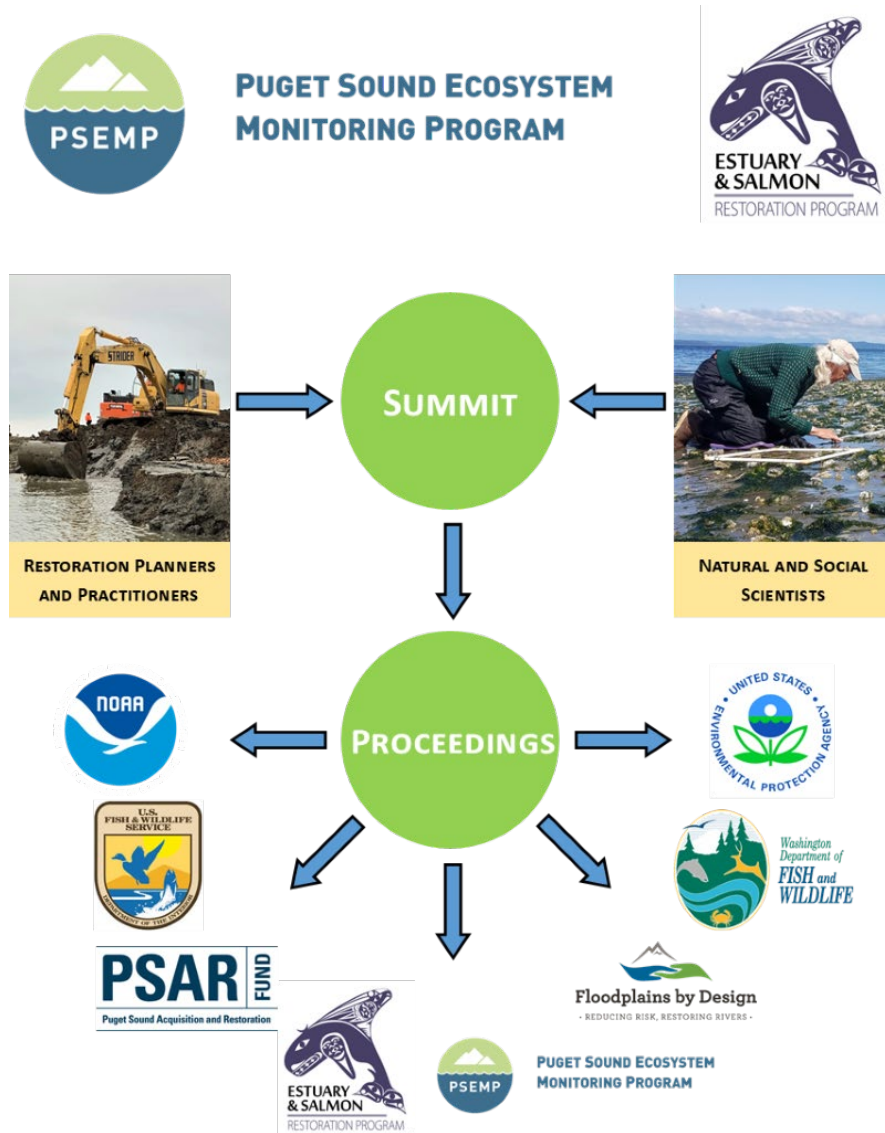 PSEMP
PUGET SOUND ECOSYSTEM
MONITORING PROGRAM
ESTUARY
& SALMON
RESTORATION PROGRAM
STRIDER
SUMMIT
RESTORATION PLANNERS
AND PRACTITIONERS
NATURAL AND SOCIAL
SCIENTISTS
NOAA
PROCEEDINGS
UNITED STATES
ENVIRONMENTAL PROTECTION AGENCY
U.S.
FISH & WILDLIFE
SERVICE
DEPARTMENT OF THE INTERIOR
Washington
Department of
FISH and
WILDLIFE
PSAR FUND
Puget Sound Acquisition and Restoration
Floodplains by Design
• REDUCING RISK, RESTORING RIVERS •
ESTUARY
& SALMON
RESTORATION PROGRAM
PSEMP
PUGET SOUND ECOSYSTEM
MONITORING PROGRAM